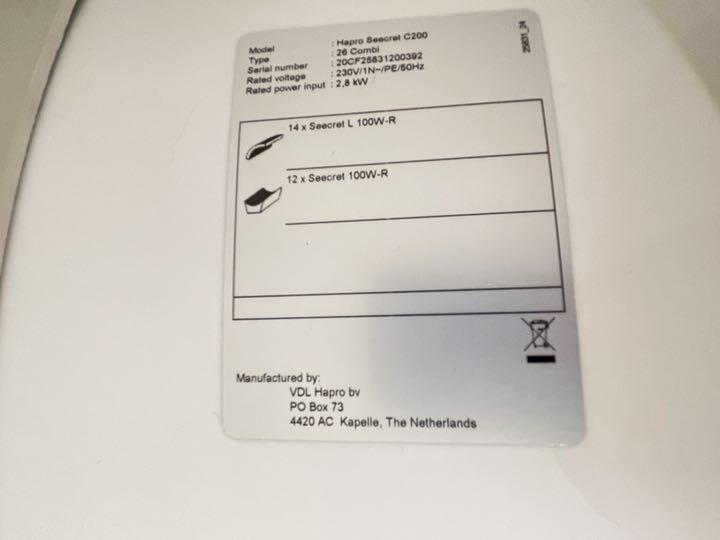 Model : Hapro Seecret C200
Type : 26 Combi
Serial number : 20CF25831200392
Rated voltage : 230V/1N~/PE/50Hz
Rated power input : 2,8 kW
25831_24
14 x Seecret L 100W-R
12 x Seecret 100W-R
Manufactured by:
VDL Hapro bv
PO Box 73
4420 AC Kapelle, The Netherlands